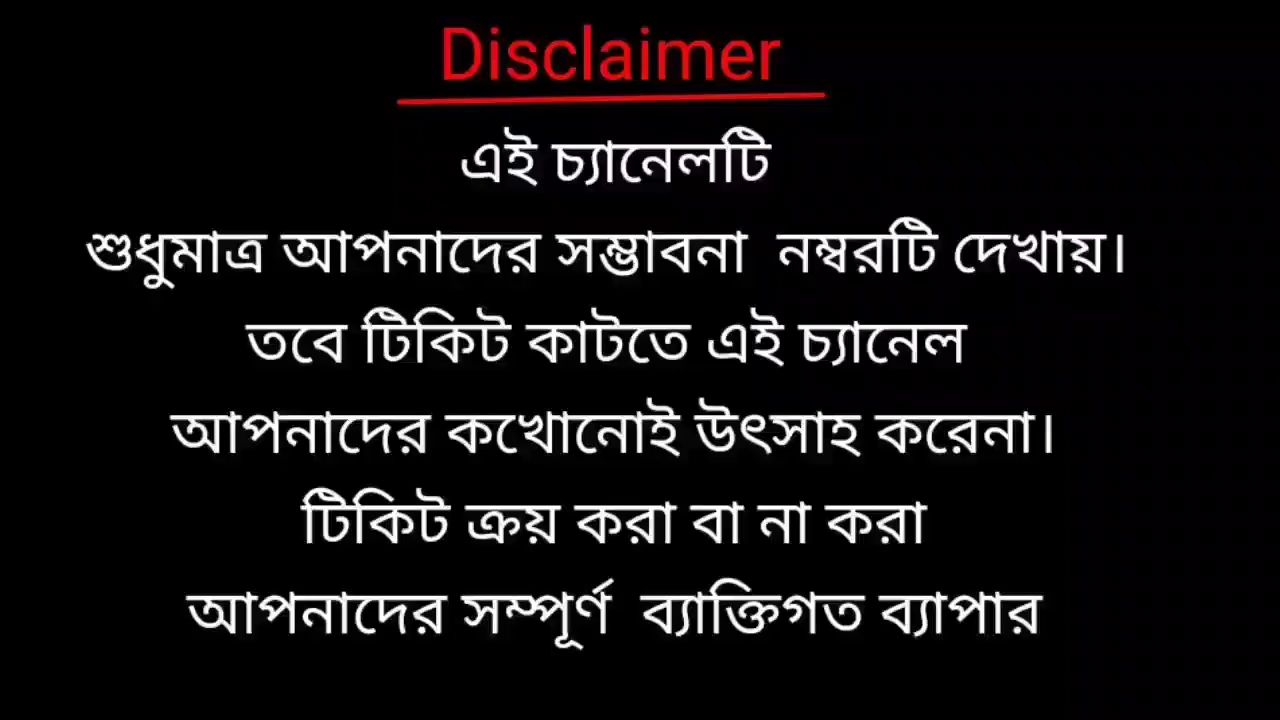 Disclaimer
এই চ্যানেলটি
শুধুমাত্র আপনাদের সম্ভাবনা নম্বরটি দেখায়।
তবে টিকিট কাটতে এই চ্যানেল
আপনাদের কখোনোই উৎসাহ করেনা।
টিকিট ক্রয় করা বা না করা
আপনাদের সম্পূর্ণ ব্যাক্তিগত ব্যাপার